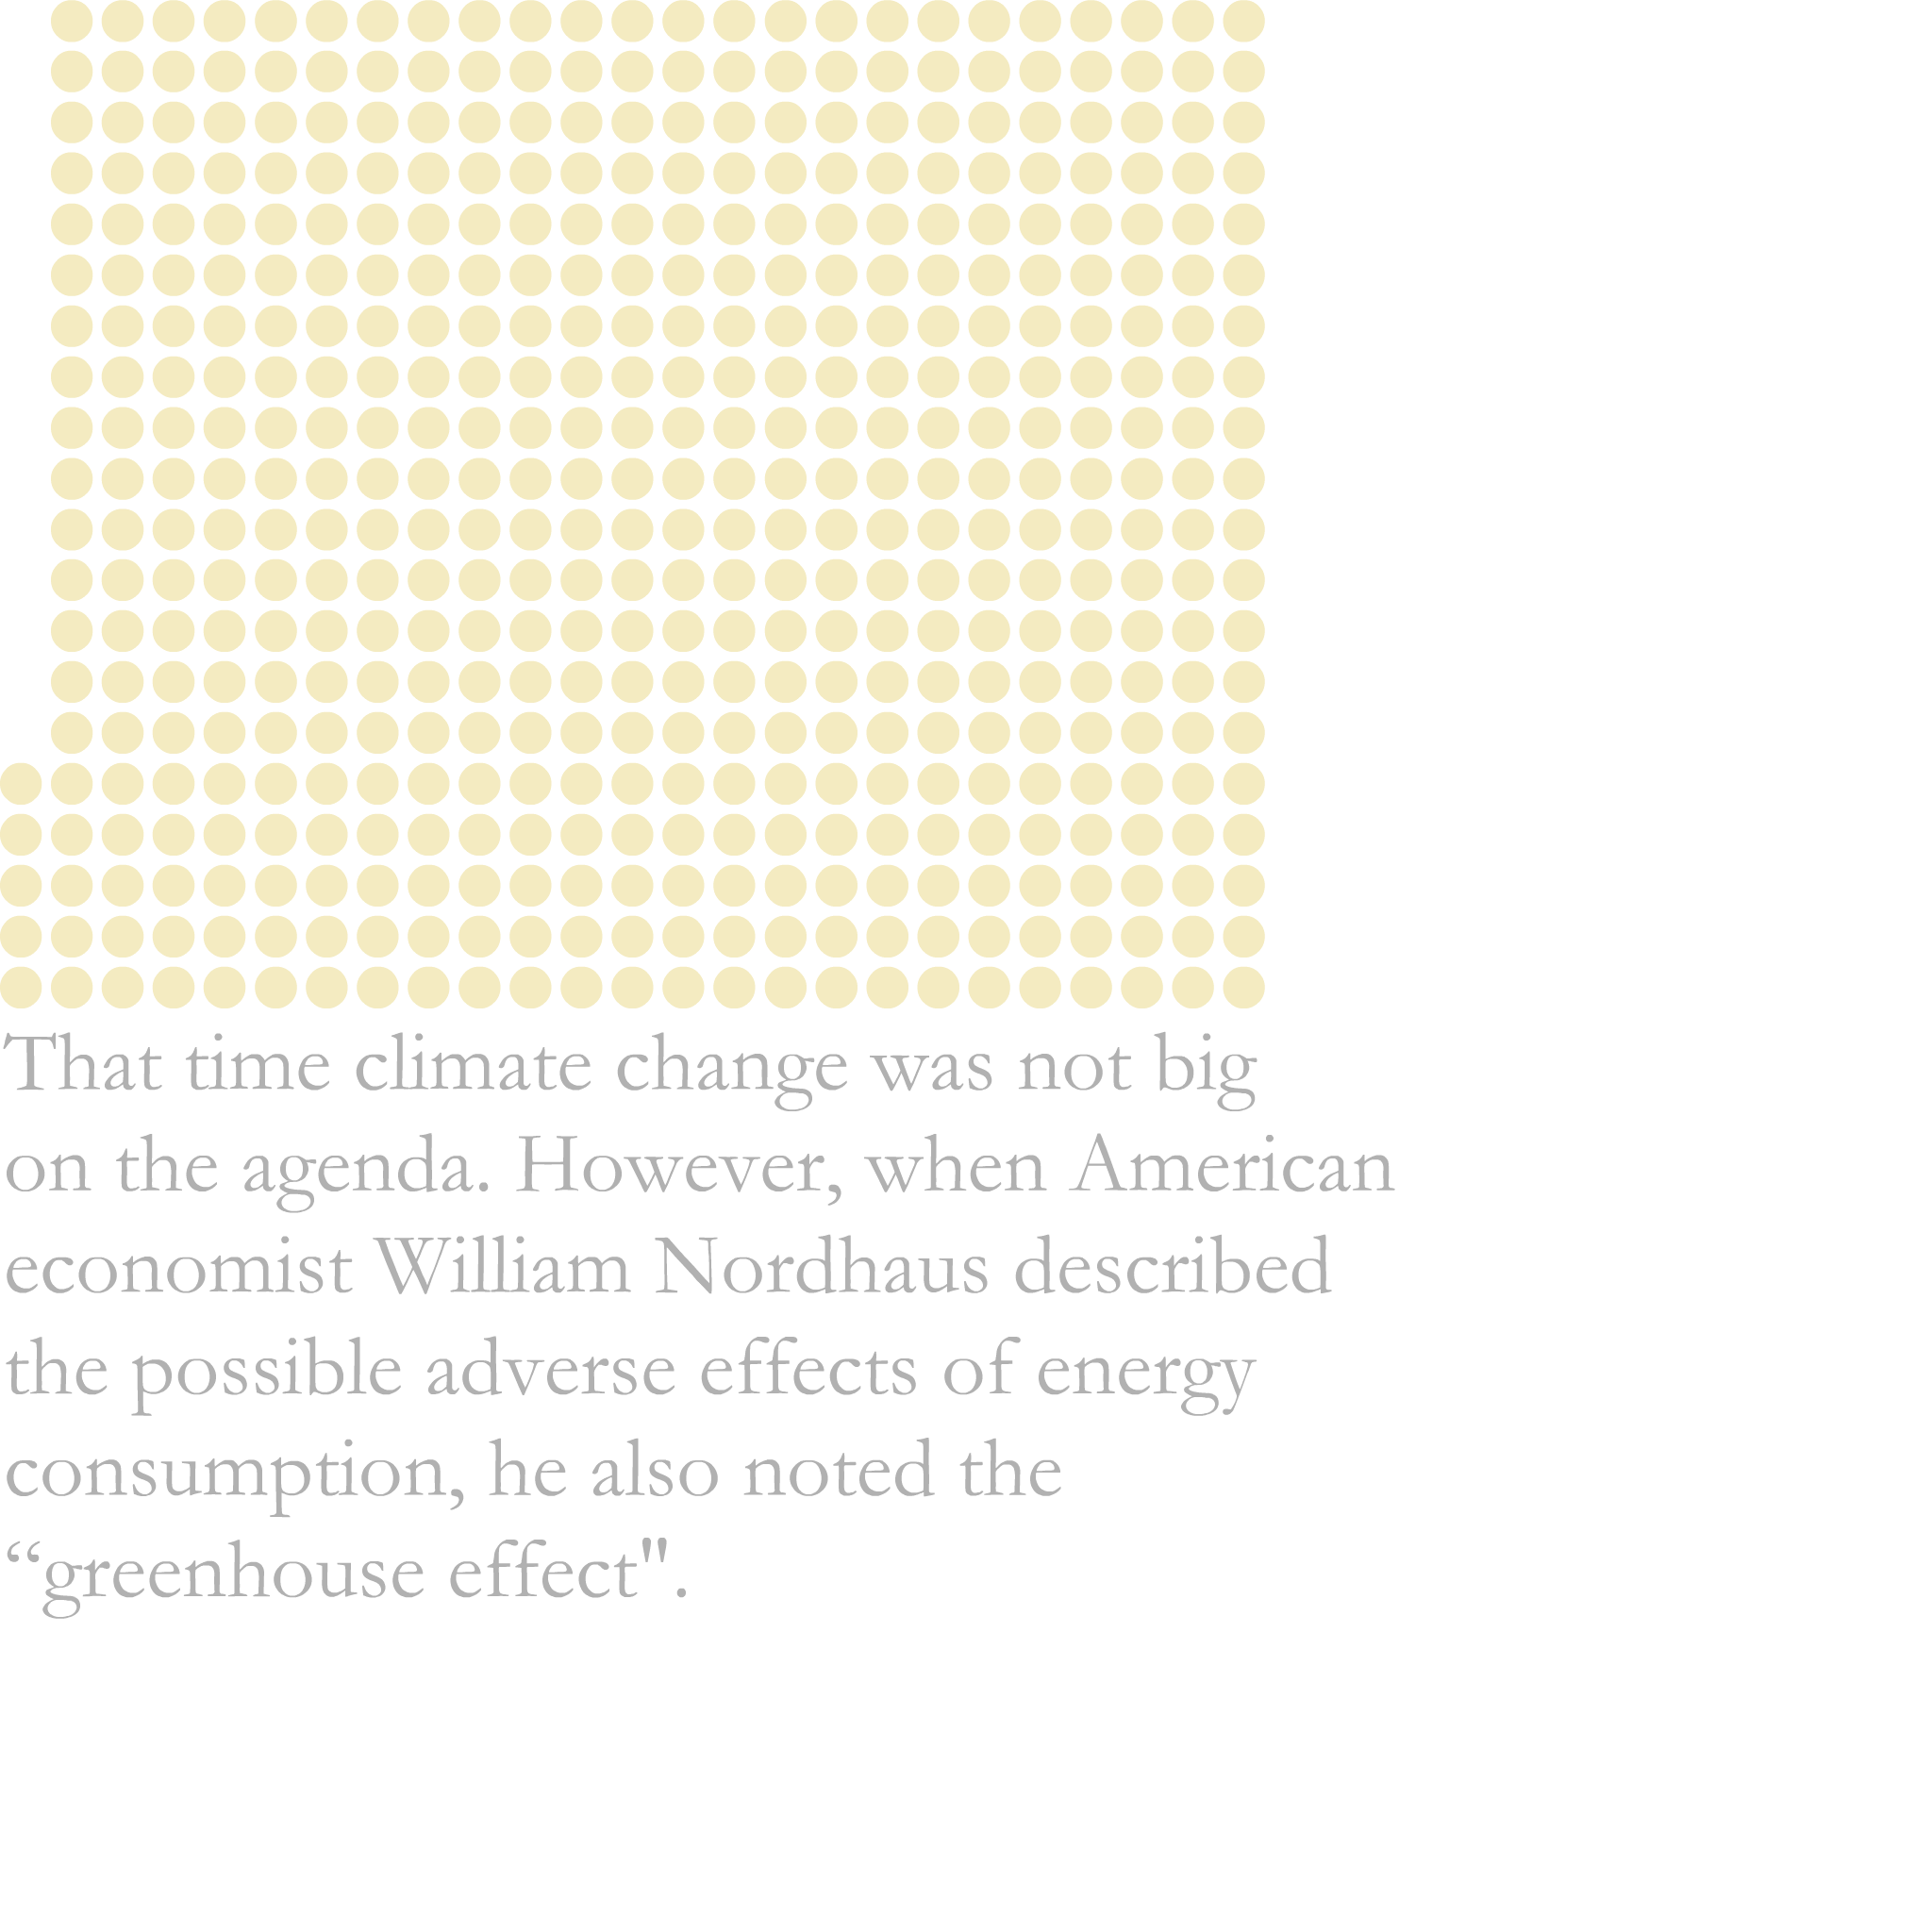 That time climate change was not big
on the agenda. However, when American
economist William Nordhaus described
the possible adverse effects of energy
consumption, he also noted the
“greenhouse effect".